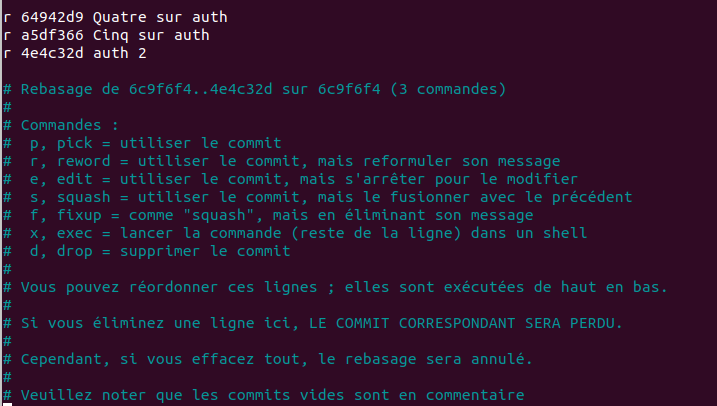 r 64942d9 Quatre sur auth
r a5df366 Cinq sur auth
r 4e4c32d auth 2
# Rebasage de 6c9f6f4..4e4c32d sur 6c9f6f4 (3 commandes)
#
# Commandes :
#  p, pick = utiliser le commit
#  r, reword = utiliser le commit, mais reformuler son message
#  e, edit = utiliser le commit, mais s'arrêter pour le modifier
#  s, squash = utiliser le commit, mais le fusionner avec le précédent
#  f, fixup = comme "squash", mais en éliminant son message
#  x, exec = lancer la commande (reste de la ligne) dans un shell
#  d, drop = supprimer le commit
#
# Vous pouvez réordonner ces lignes ; elles sont exécutées de haut en bas.
#
# Si vous éliminez une ligne ici, LE COMMIT CORRESPONDANT SERA PERDU.
#
# Cependant, si vous effacez tout, le rebasage sera annulé.
#
# Veuillez noter que les commits vides sont en commentaire